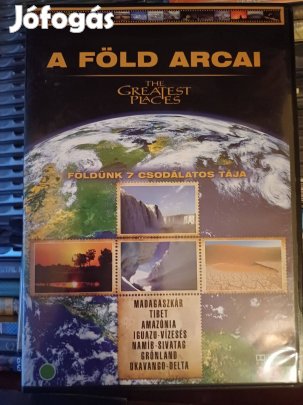 Jófogás
A FÖLD ARCAI
THE
GREATEST
PLACES
FÖLDÜNK 7 CSODÁLATOS TÁJA
MADAGASZKÁR
TIBET
AMAZÓNIA
IGUAZU-VÍZESÉS
NAMIB-SIVATAG
GRÖNLAND
OKAVANGO-DELTA